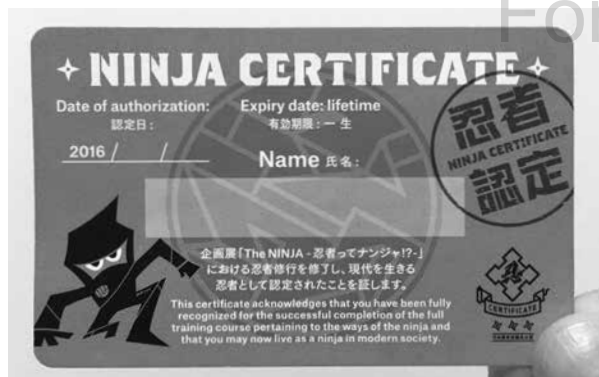 For
NINJA CERTIFICATE
Date of authorization:
認定日：
2016 / /
Expiry date: lifetime
有効期限：一生
Name 氏名：
忍者
NINJA CERTIFICATE
認定
企画展「The NINJA -忍者ってナンジャ!?-」
における忍者修行を修了し、現代を生きる
忍者として認定されたことを証します。
This certificate acknowledges that you have been fully
recognized for the successful completion of the full
training course pertaining to the ways of the ninja and
that you may now live as a ninja in modern society.
忍
CERTIFICATE